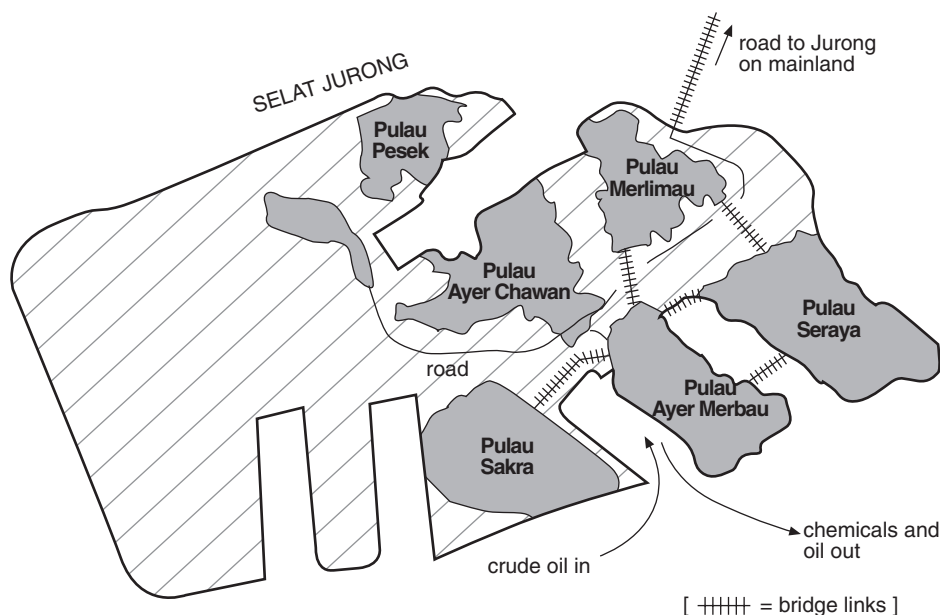 SELAT JURONG
road to Jurong
on mainland
Pulau
Pesek
Pulau
Merlimau
Pulau
Ayer Chawan
Pulau
Seraya
road
Pulau
Ayer Merbau
Pulau
Sakra
crude oil in
chemicals and
oil out
[ = bridge links ]